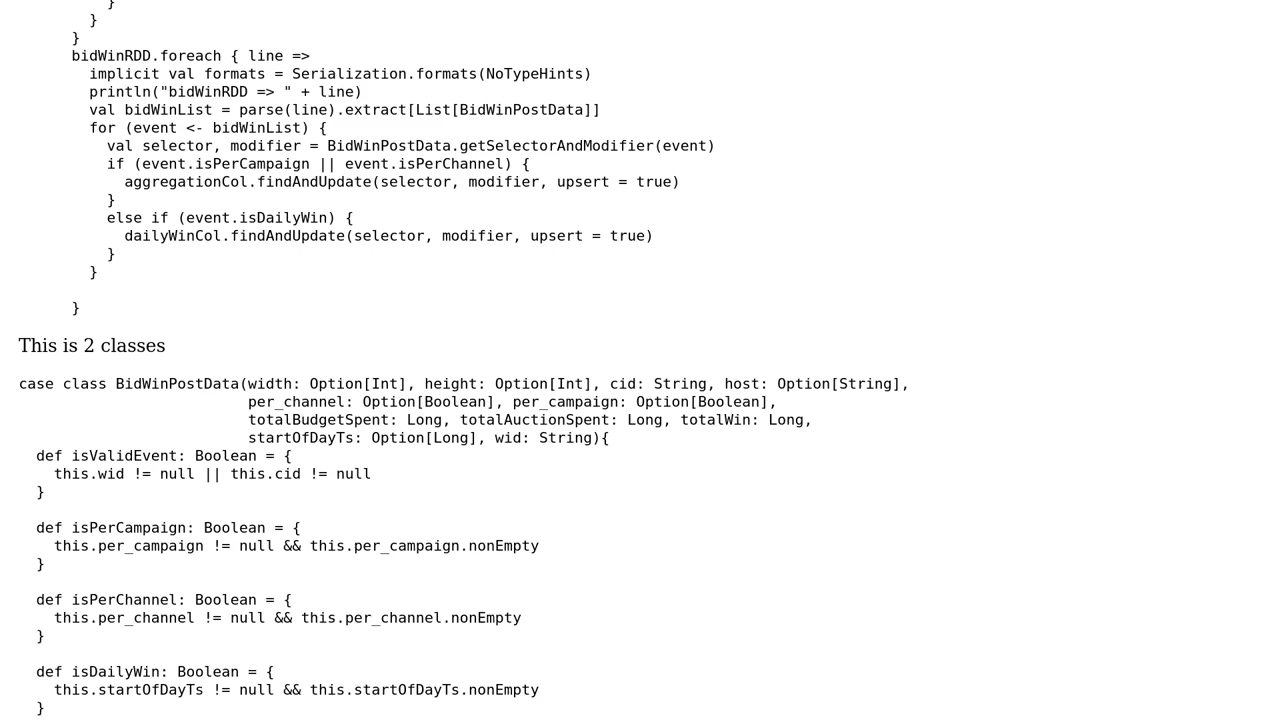 }
}
}
bidWinRDD.foreach { line =>
implicit val formats = Serialization.formats(NoTypeHints)
println("bidWinRDD => " + line)
val bidWinList = parse(line).extract[List[BidWinPostData]]
for (event <- bidWinList) {
val selector, modifier = BidWinPostData.getSelectorAndModifier(event)
if (event.isPerCampaign || event.isPerChannel) {
aggregationCol.findAndUpdate(selector, modifier, upsert = true)
}
else if (event.isDailyWin) {
dailyWinCol.findAndUpdate(selector, modifier, upsert = true)
}
}
}
This is 2 classes
case class BidWinPostData(width: Option[Int], height: Option[Int], cid: String, host: Option[String],
per_channel: Option[Boolean], per_campaign: Option[Boolean],
totalBudgetSpent: Long, totalAuctionSpent: Long, totalWin: Long,
startOfDayTs: Option[Long], wid: String){
def isValidEvent: Boolean = {
this.wid != null || this.cid != null
}
def isPerCampaign: Boolean = {
this.per_campaign != null && this.per_campaign.nonEmpty
}
def isPerChannel: Boolean = {
this.per_channel != null && this.per_channel.nonEmpty
}
def isDailyWin: Boolean = {
this.startOfDayTs != null && this.startOfDayTs.nonEmpty
}